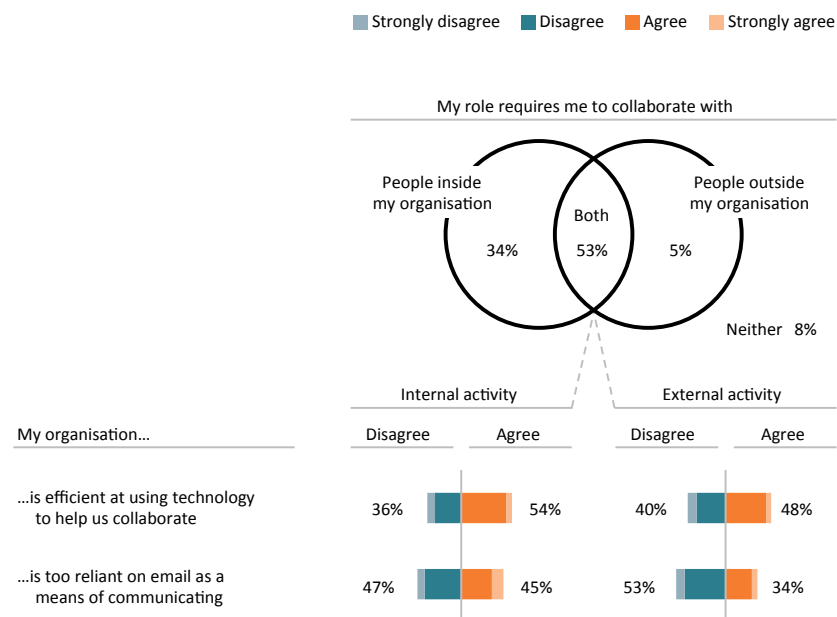 Strongly disagree Disagree Agree Strongly agree
My role requires me to collaborate with
People inside my organisation
People outside my organisation
Both
34% 53% 5%
Neither 8%
Internal activity External activity
My organisation... Disagree Agree Disagree Agree
...is efficient at using technology
to help us collaborate
36% 54% 40% 48%
...is too reliant on email as a
means of communicating
47% 45% 53% 34%